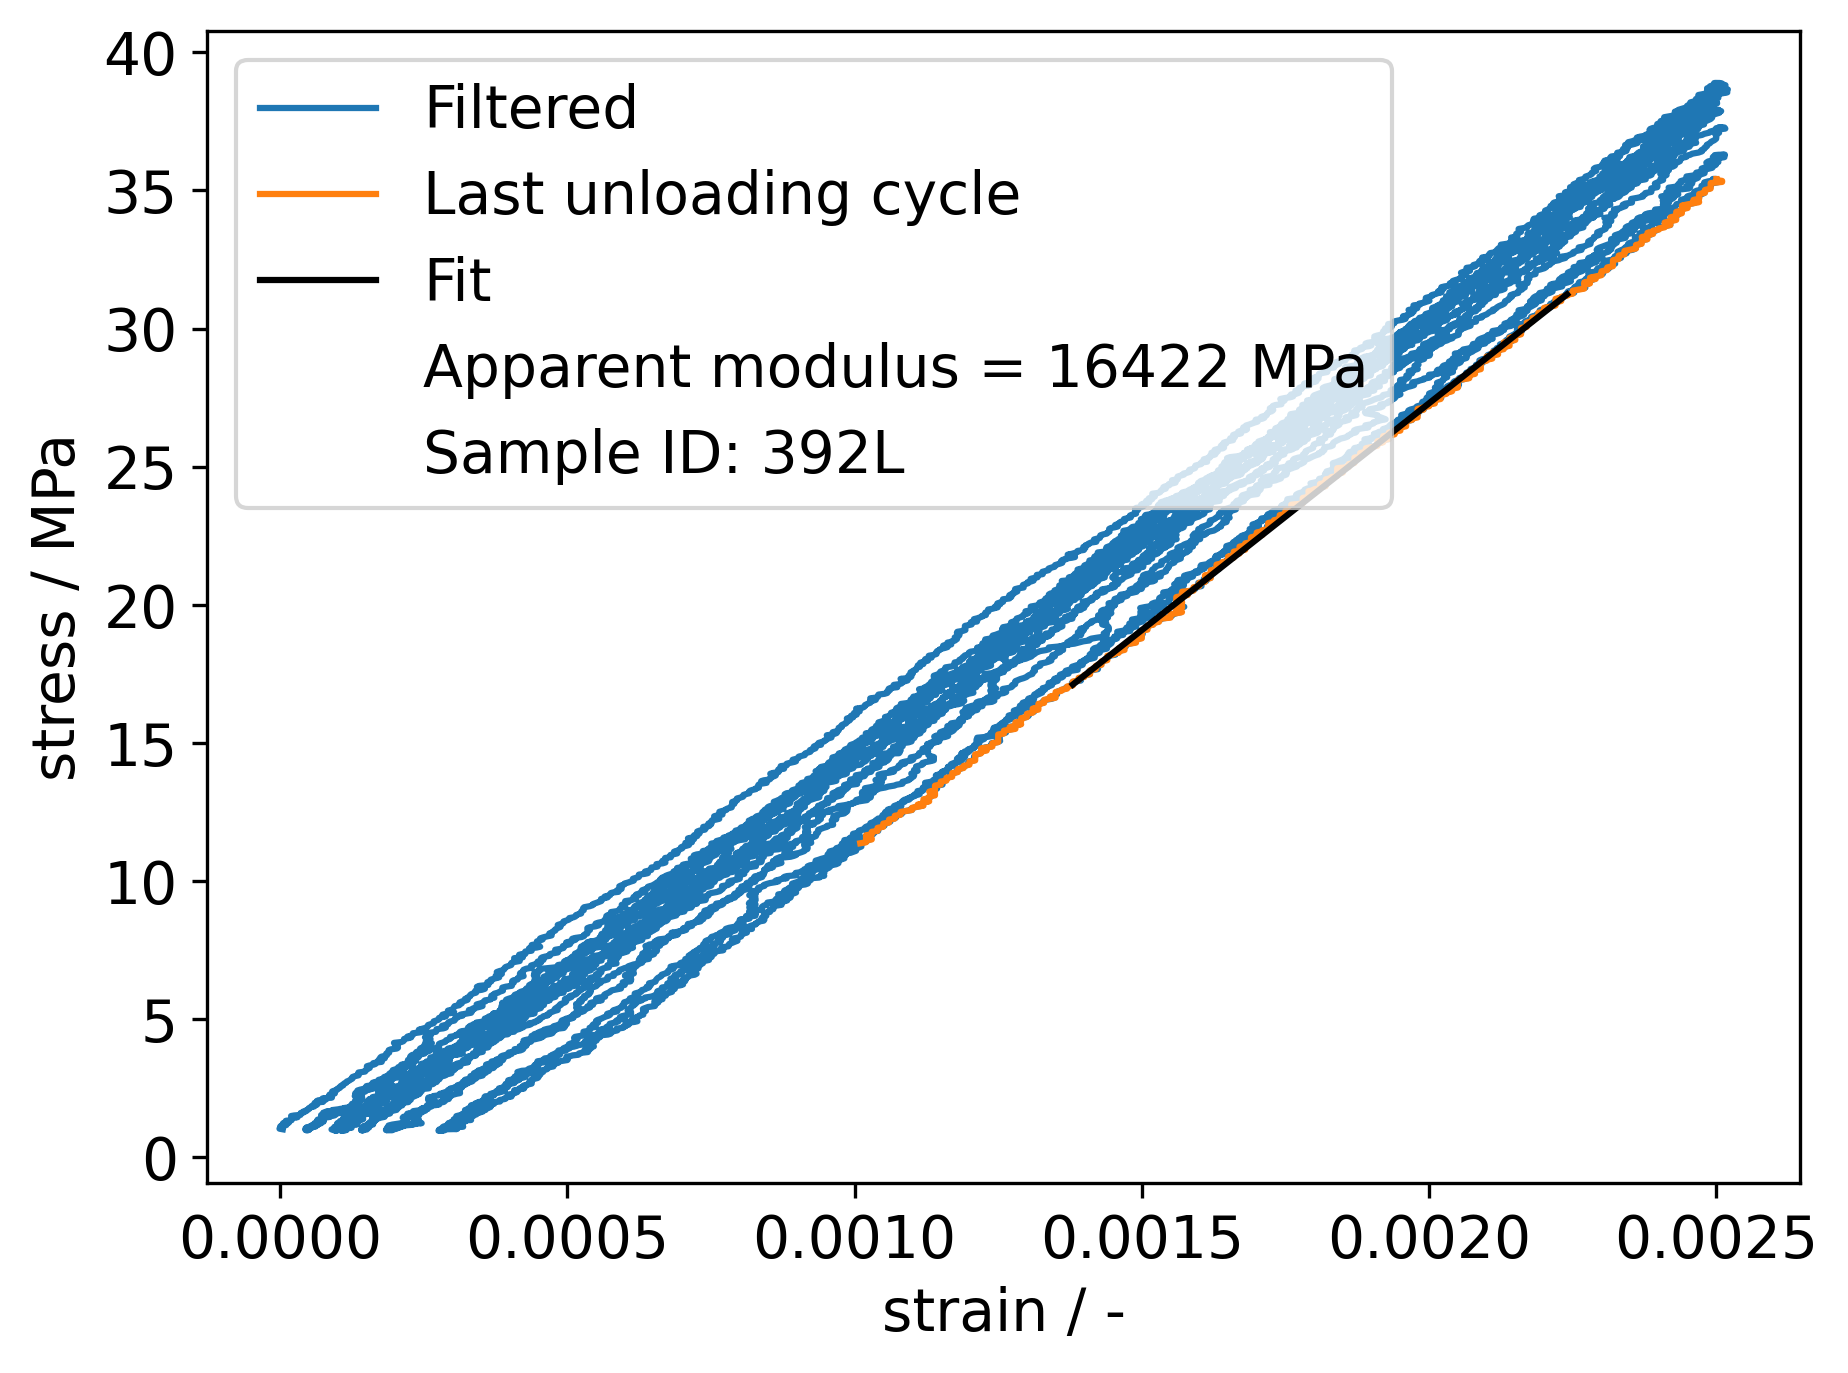 40
35
30
25
20
15
10
5
0
stress / MPa
Filtered
Last unloading cycle
Fit
Apparent modulus = 16422 MPa
Sample ID: 392L
0.0000 0.0005 0.0010 0.0015 0.0020 0.0025
strain / -